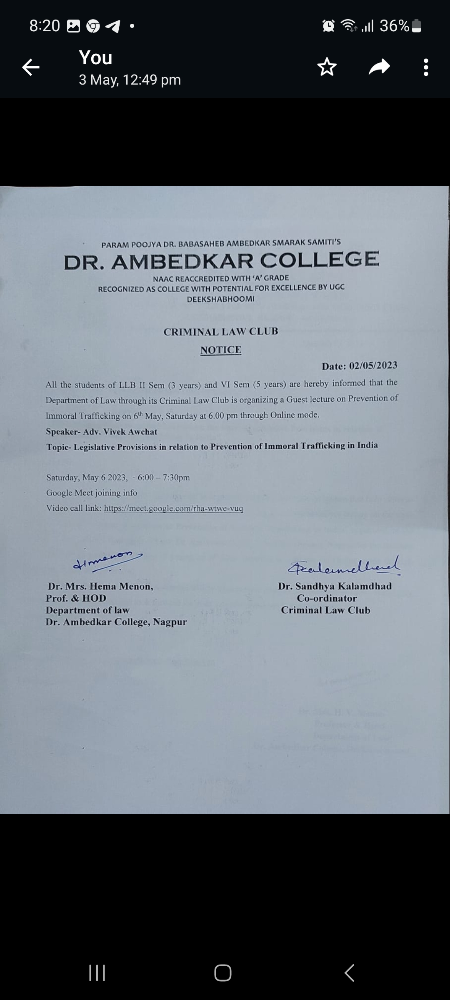 8:20
36%
You
3 May, 12:49 pm
PARAM POOJYA DR. BABASAHEB AMBEDKAR SMARAK SAMITI'S
DR. AMBEDKAR COLLEGE
NAAC REACCREDITED WITH 'A' GRADE
RECOGNIZED AS COLLEGE WITH POTENTIAL FOR EXCELLENCE BY UGC
DEEKSHABHOOMI
CRIMINAL LAW CLUB
NOTICE
Date: 02/05/2023
All the students of LLB II Sem (3 years) and VI Sem (5 years) are hereby informed that the
Department of Law through its Criminal Law Club is organizing a Guest lecture on Prevention of
Immoral Trafficking on 6th May, Saturday at 6.00 pm through Online mode.
Speaker- Adv. Vivek Awchat
Topic- Legislative Provisions in relation to Prevention of Immoral Trafficking in India
Saturday, May 6 2023, · 6:00 – 7:30pm
Google Meet joining info
Video call link: https://meet.google.com/rha-wtwe-vuq
Hmenon
Skalamdhad
Dr. Mrs. Hema Menon,
Prof. & HOD
Department of law
Dr. Ambedkar College, Nagpur
Dr. Sandhya Kalamdhad
Co-ordinator
Criminal Law Club